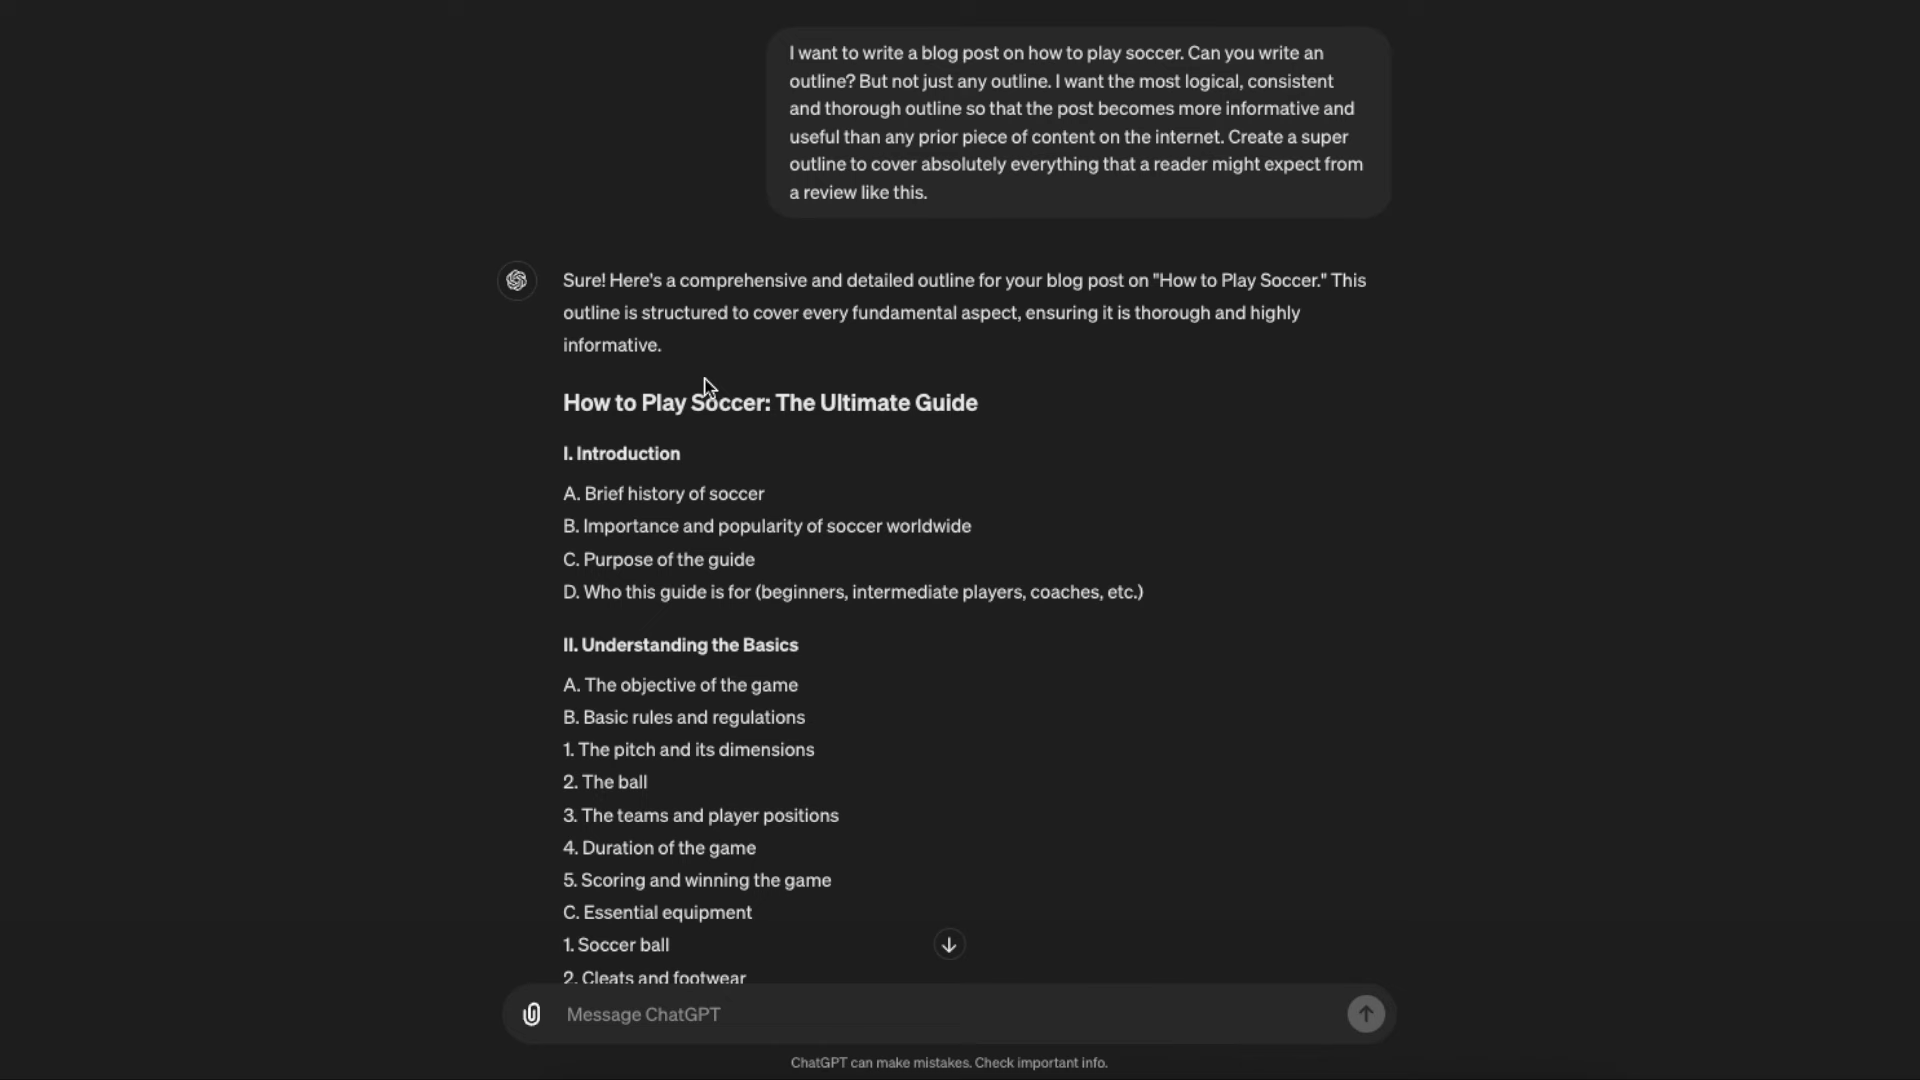 I want to write a blog post on how to play soccer. Can you write an
outline? But not just any outline. I want the most logical, consistent
and thorough outline so that the post becomes more informative and
useful than any prior piece of content on the internet. Create a super
outline to cover absolutely everything that a reader might expect from
a review like this.
Sure! Here's a comprehensive and detailed outline for your blog post on "How to Play Soccer." This
outline is structured to cover every fundamental aspect, ensuring it is thorough and highly
informative.
How to Play Soccer: The Ultimate Guide
I. Introduction
A. Brief history of soccer
B. Importance and popularity of soccer worldwide
C. Purpose of the guide
D. Who this guide is for (beginners, intermediate players, coaches, etc.)
II. Understanding the Basics
A. The objective of the game
B. Basic rules and regulations
1. The pitch and its dimensions
2. The ball
3. The teams and player positions
4. Duration of the game
5. Scoring and winning the game
C. Essential equipment
1. Soccer ball
2. Cleats and footwear
Message ChatGPT
ChatGPT can make mistakes. Check important info.